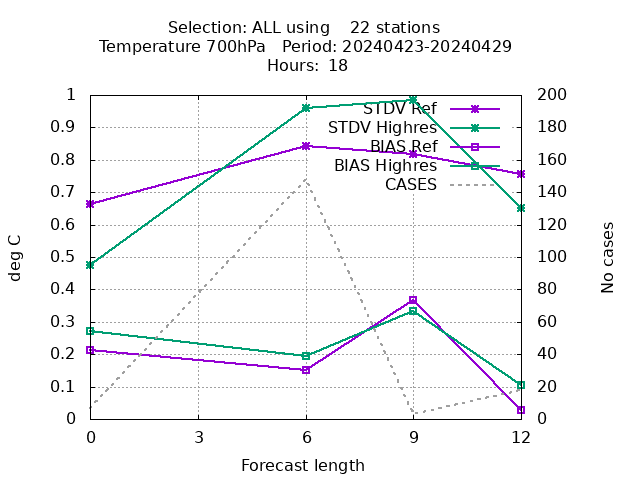 Selection: ALL using    22 stations
Temperature 700hPa   Period: 20240423-20240429
Hours: 18
1 200
STDV Ref
0.9 STDV Highres 180
BIAS Ref
0.8 BIAS Highres 160
CASES
0.7 140
0.6 120
0.5 100
0.4 80
0.3 60
0.2 40
0.1 20
0 0
deg C
No cases
0 3 6 9 12
Forecast length